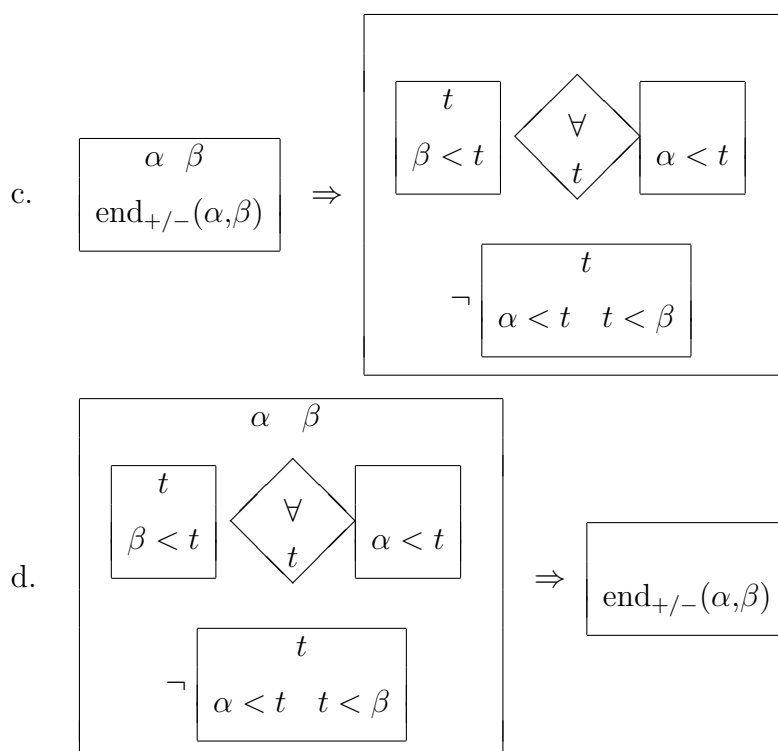 t
∀
α β
β < t
α < t
c.
end+/−(α,β)
⇒
t
t
¬
α < t t < β
α β
t
∀
β < t
α < t
t
d.
⇒
end+/−(α,β)
t
¬
α < t t < β